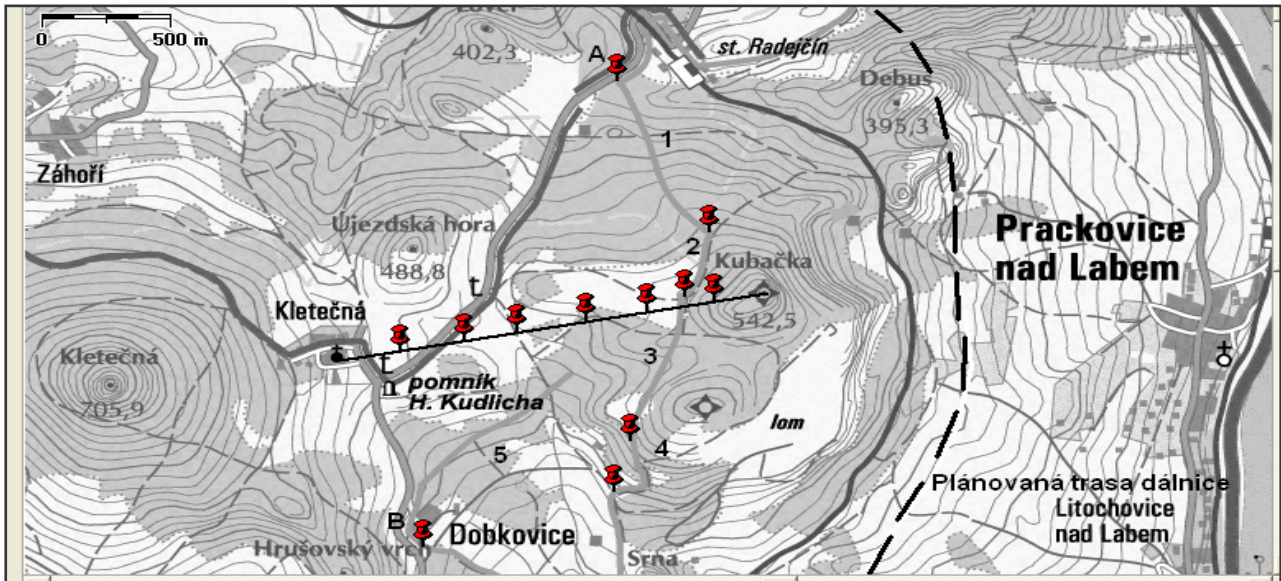 0 500 m
Lovel
402,3
A
st. Radejčín
Debus
395,3
1
Záhoří
Újezdská hora
488,8
2
Kubačka
542,5
Prackovice
nad Labem
t
Kletečná
Kletečná
705,9
3
pomník
H. Kudlicha
lom
4
5
Plánovaná trasa dálnice
Litochovice
nad Labem
B
Dobkovice
Hrušovský vrch
Srna